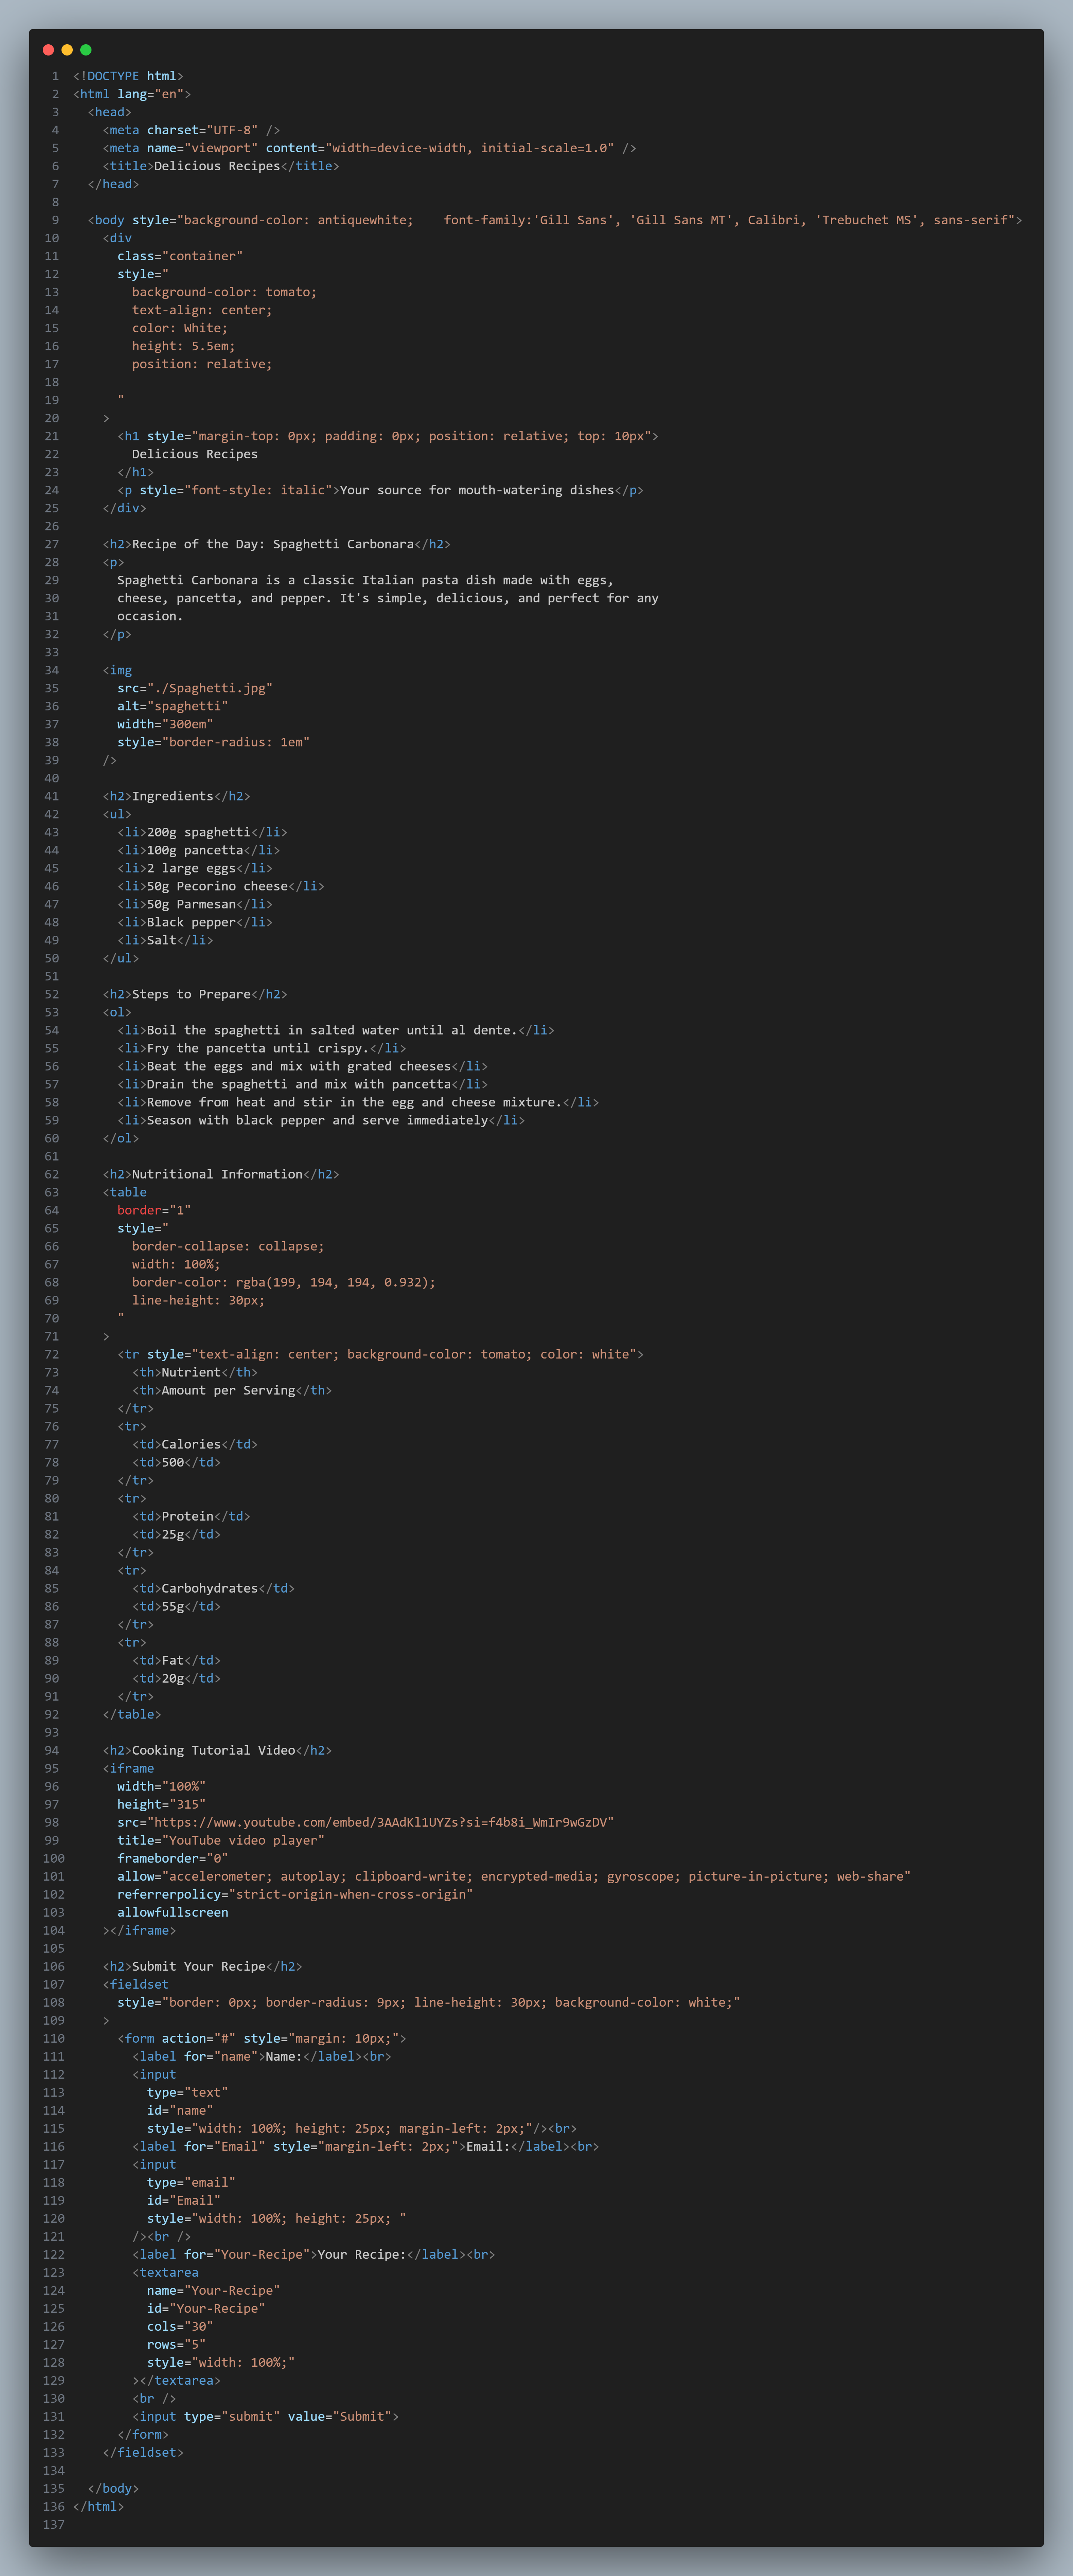 1 <!DOCTYPE html>
2 <html lang="en">
3   <head>
4     <meta charset="UTF-8" />
5     <meta name="viewport" content="width=device-width, initial-scale=1.0" />
6     <title>Delicious Recipes</title>
7   </head>
8
9   <body style="background-color: antiquewhite;    font-family:'Gill Sans', 'Gill Sans MT', Calibri, 'Trebuchet MS', sans-serif">
10     <div
11       class="container"
12       style="
13         background-color: tomato;
14         text-align: center;
15         color: White;
16         height: 5.5em;
17         position: relative;
18
19       "
20     >
21       <h1 style="margin-top: 0px; padding: 0px; position: relative; top: 10px">
22         Delicious Recipes
23       </h1>
24       <p style="font-style: italic">Your source for mouth-watering dishes</p>
25     </div>
26
27     <h2>Recipe of the Day: Spaghetti Carbonara</h2>
28     <p>
29       Spaghetti Carbonara is a classic Italian pasta dish made with eggs,
30       cheese, pancetta, and pepper. It's simple, delicious, and perfect for any
31       occasion.
32     </p>
33
34     <img
35       src="./Spaghetti.jpg"
36       alt="spaghetti"
37       width="300em"
38       style="border-radius: 1em"
39     />
40
41     <h2>Ingredients</h2>
42     <ul>
43       <li>200g spaghetti</li>
44       <li>100g pancetta</li>
45       <li>2 large eggs</li>
46       <li>50g Pecorino cheese</li>
47       <li>50g Parmesan</li>
48       <li>Black pepper</li>
49       <li>Salt</li>
50     </ul>
51
52     <h2>Steps to Prepare</h2>
53     <ol>
54       <li>Boil the spaghetti in salted water until al dente.</li>
55       <li>Fry the pancetta until crispy.</li>
56       <li>Beat the eggs and mix with grated cheeses</li>
57       <li>Drain the spaghetti and mix with pancetta</li>
58       <li>Remove from heat and stir in the egg and cheese mixture.</li>
59       <li>Season with black pepper and serve immediately</li>
60     </ol>
61
62     <h2>Nutritional Information</h2>
63     <table
64       border="1"
65       style="
66         border-collapse: collapse;
67         width: 100%;
68         border-color: rgba(199, 194, 194, 0.932);
69         line-height: 30px;
70       "
71     >
72       <tr style="text-align: center; background-color: tomato; color: white">
73         <th>Nutrient</th>
74         <th>Amount per Serving</th>
75       </tr>
76       <tr>
77         <td>Calories</td>
78         <td>500</td>
79       </tr>
80       <tr>
81         <td>Protein</td>
82         <td>25g</td>
83       </tr>
84       <tr>
85         <td>Carbohydrates</td>
86         <td>55g</td>
87       </tr>
88       <tr>
89         <td>Fat</td>
90         <td>20g</td>
91       </tr>
92     </table>
93
94     <h2>Cooking Tutorial Video</h2>
95     <iframe
96       width="100%"
97       height="315"
98       src="https://www.youtube.com/embed/3AAdKl1UYZs?si=f4b8i_WmIr9wGzDV"
99       title="YouTube video player"
100       frameborder="0"
101       allow="accelerometer; autoplay; clipboard-write; encrypted-media; gyroscope; picture-in-picture; web-share"
102       referrerpolicy="strict-origin-when-cross-origin"
103       allowfullscreen
104     ></iframe>
105
106     <h2>Submit Your Recipe</h2>
107     <fieldset
108       style="border: 0px; border-radius: 9px; line-height: 30px; background-color: white;"
109     >
110       <form action="#" style="margin: 10px;">
111         <label for="name">Name:</label><br>
112         <input
113           type="text"
114           id="name"
115           style="width: 100%; height: 25px; margin-left: 2px;"/><br>
116         <label for="Email" style="margin-left: 2px;">Email:</label><br>
117         <input
118           type="email"
119           id="Email"
120           style="width: 100%; height: 25px; "
121         /><br />
122         <label for="Your-Recipe">Your Recipe:</label><br>
123         <textarea
124           name="Your-Recipe"
125           id="Your-Recipe"
126           cols="30"
127           rows="5"
128           style="width: 100%;"
129         ></textarea>
130         <br />
131         <input type="submit" value="Submit">
132       </form>
133     </fieldset>
134
135   </body>
136 </html>
137